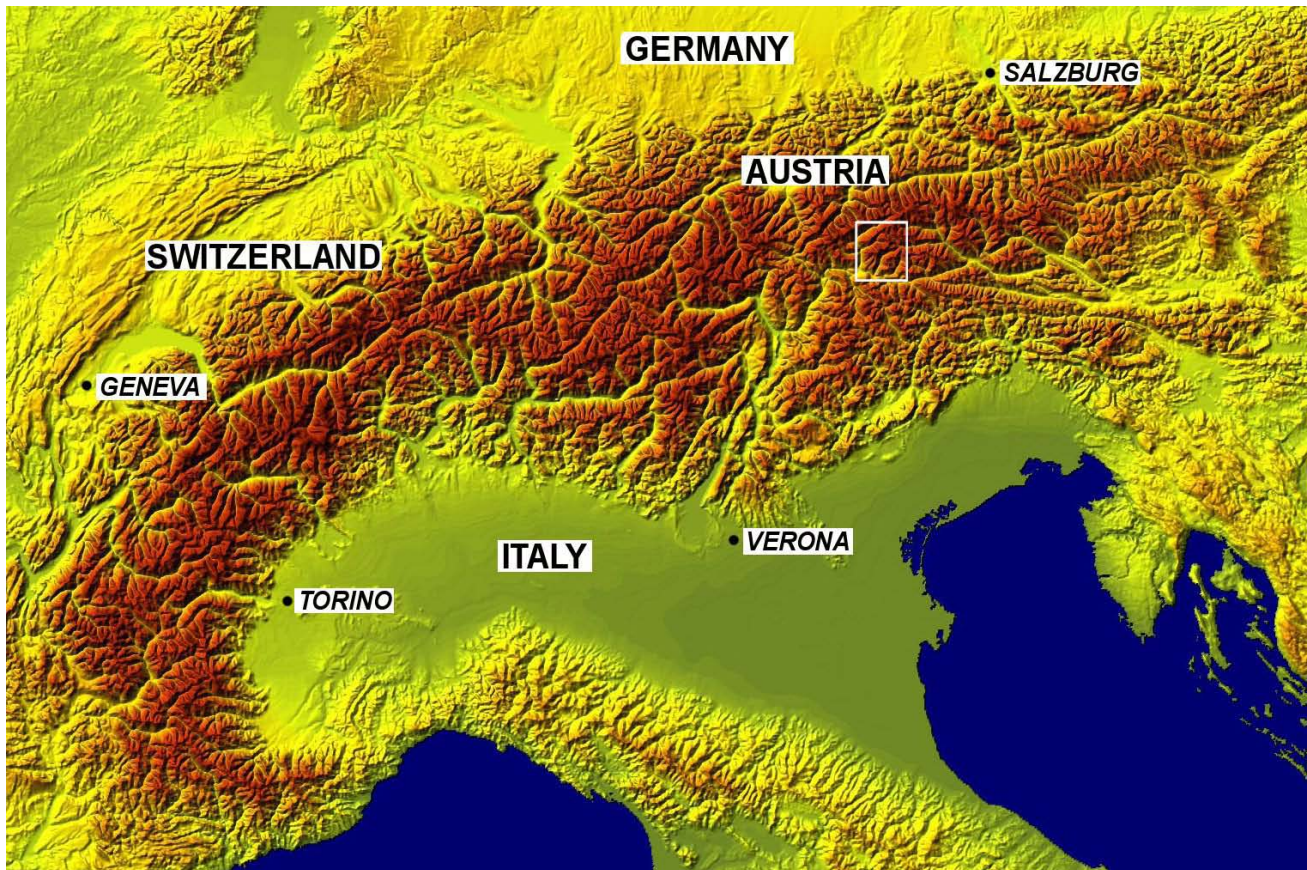 GERMANY
SALZBURG
AUSTRIA
SWITZERLAND
GENEVA
VERONA
ITALY
TORINO